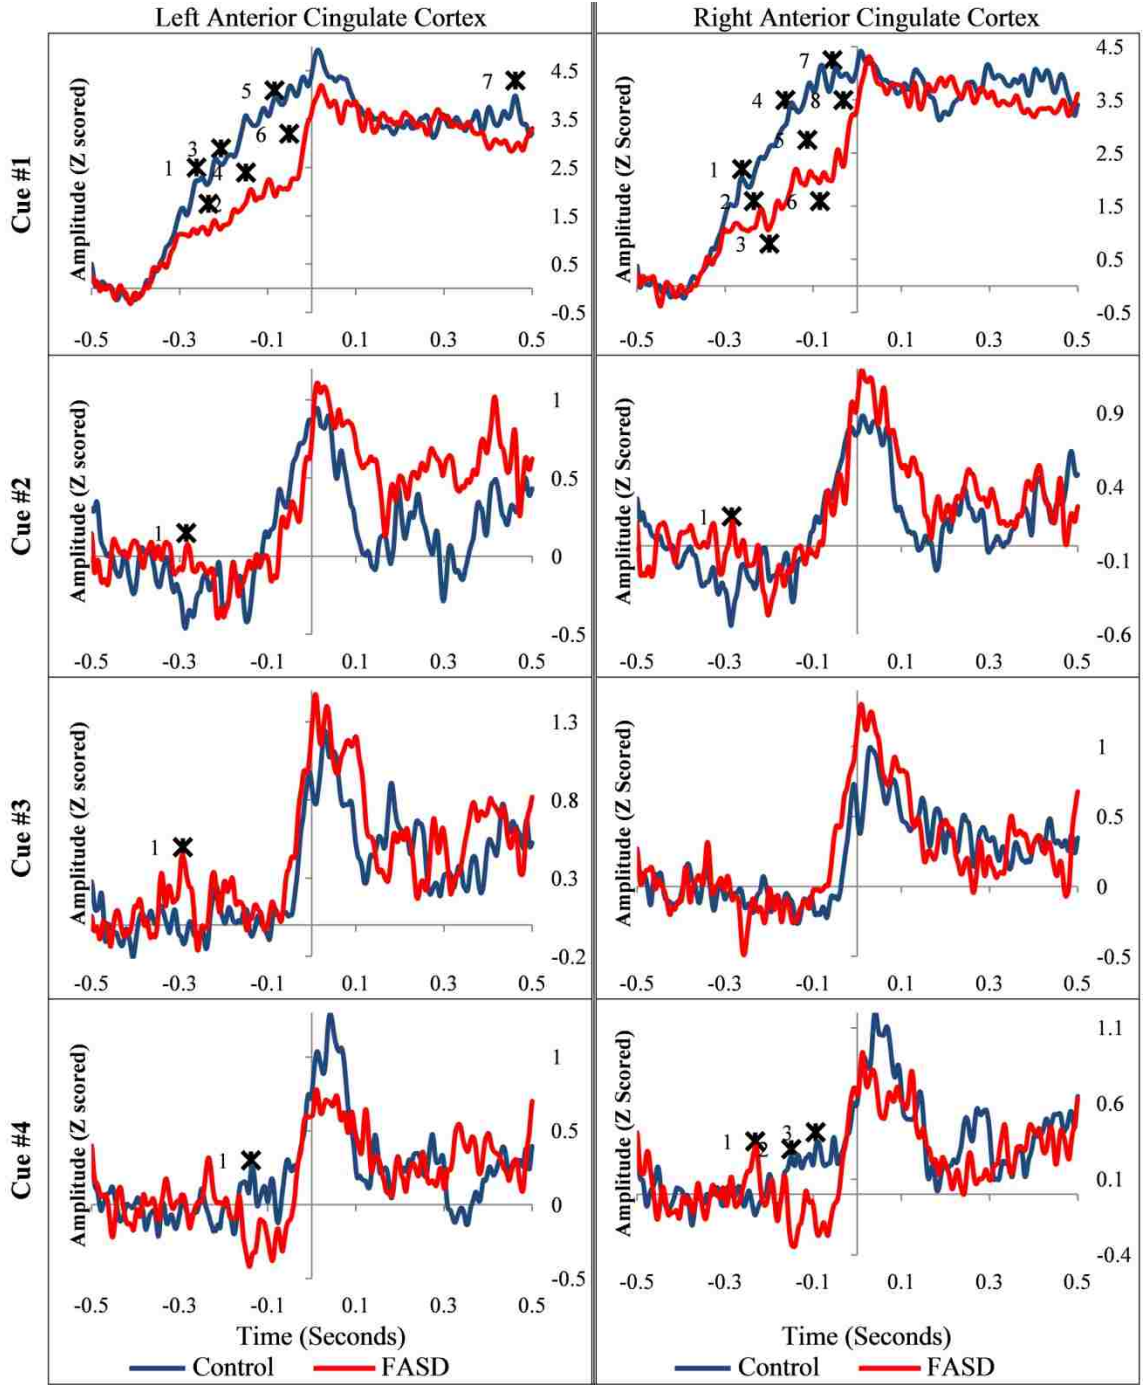 Left Anterior Cingulate Cortex
Right Anterior Cingulate Cortex
Cue #1
Amplitude (Z scored)
4.5
3.5
2.5
1.5
0.5
-0.5
1
2
3
4
5
6
7
-0.5 -0.3 -0.1 0.1 0.3 0.5
Amplitude (Z scored)
4.5
3.5
2.5
1.5
0.5
-0.5
1
2
3
4
5
6
7
8
-0.5 -0.3 -0.1 0.1 0.3 0.5
Cue #2
Amplitude (Z scored)
1
0.5
0
-0.5
1
-0.5 -0.3 -0.1 0.1 0.3 0.5
Amplitude (Z Scored)
0.9
0.4
-0.1
-0.6
1
-0.5 -0.3 -0.1 0.1 0.3 0.5
Cue #3
Amplitude (Z scored)
1.3
0.8
0.3
-0.2
1
-0.5 -0.3 -0.1 0.1 0.3 0.5
Amplitude (Z Scored)
1
0.5
0
-0.5
-0.5 -0.3 -0.1 0.1 0.3 0.5
Cue #4
Amplitude (Z scored)
1
0.5
0
-0.5
1
-0.5 -0.3 -0.1 0.1 0.3 0.5
Time (Seconds)
Control FASD
Amplitude (Z Scored)
1.1
0.6
0.1
-0.4
1
2
3
-0.5 -0.3 -0.1 0.1 0.3 0.5
Time (Seconds)
Control FASD